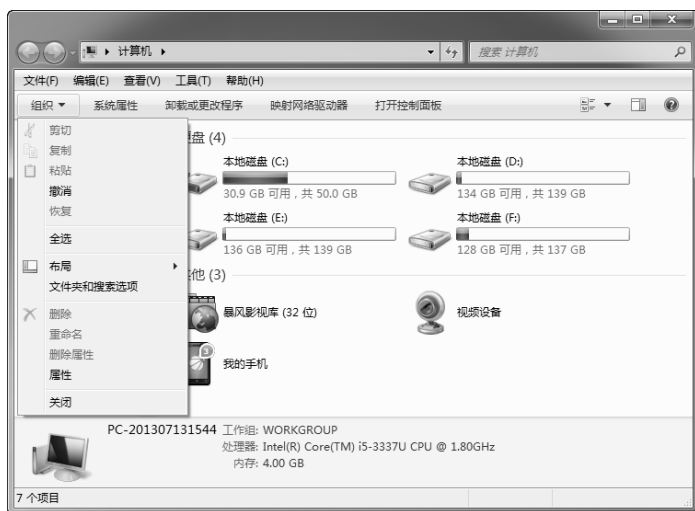 计算机
搜索 计算机
文件(F) 编辑(E) 查看(V) 工具(T) 帮助(H)
组织 系统属性 卸载或更改程序 映射网络驱动器 打开控制面板
剪切
复制
粘贴
撤消
恢复
全选
布局
文件夹和搜索选项
删除
重命名
删除属性
属性
关闭
盘 (4)
本地磁盘 (C:)
30.9 GB 可用，共 50.0 GB
本地磁盘 (D:)
134 GB 可用，共 139 GB
本地磁盘 (E:)
136 GB 可用，共 139 GB
本地磁盘 (F:)
128 GB 可用，共 137 GB
他 (3)
暴风影视库 (32 位)
视频设备
3
我的手机
PC-201307131544 工作组: WORKGROUP
处理器: Intel(R) Core(TM) i5-3337U CPU @ 1.80GHz
内存: 4.00 GB
7 个项目